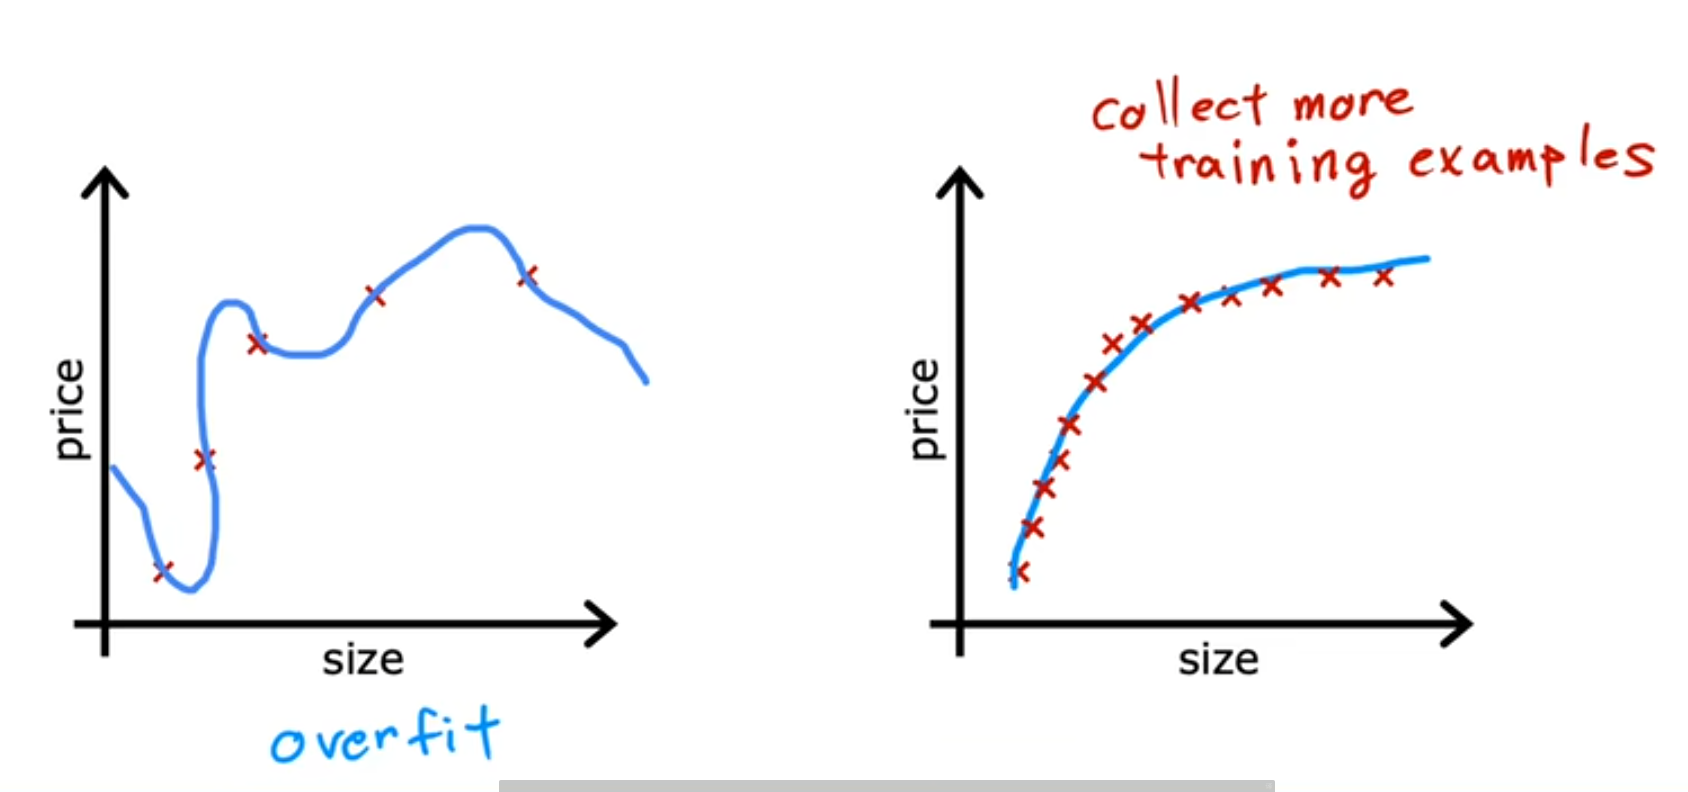 collect more
training examples
price
size
overfit
price
size